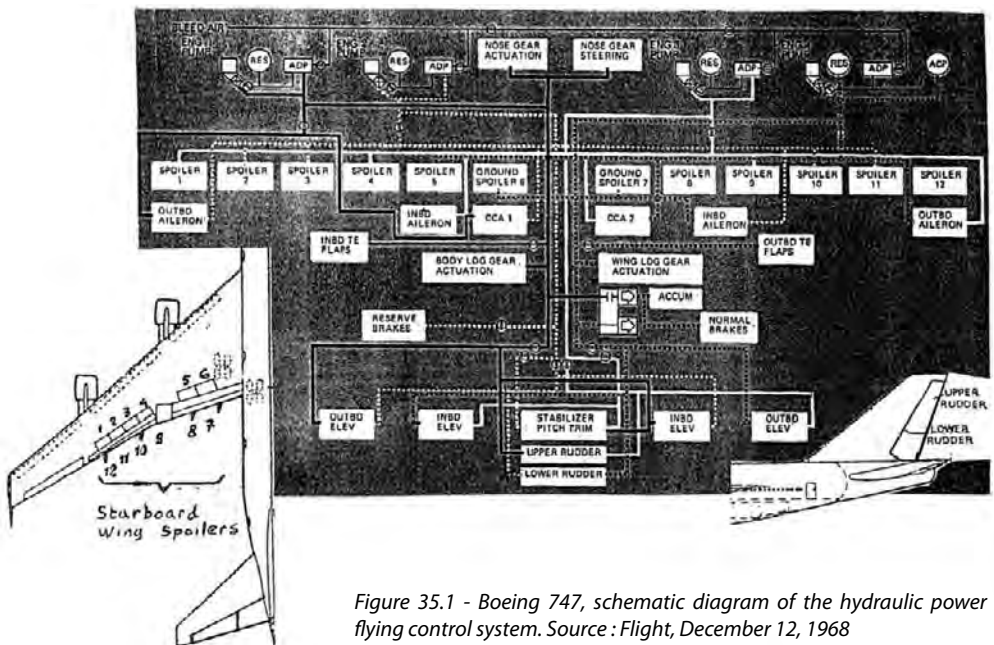 BLEED AIR
ENG 1
PUMP
RES
ADP
RES
ADP
NOSE GEAR
ACTUATION
NOSE GEAR
STEERING
ENG 3
PUMP
RES
ADP
RES
ADP
ACP
SPOILER
1
SPOILER
2
SPOILER
3
SPOILER
4
SPOILER
5
GROUND
SPOILER 6
GROUND
SPOILER 7
SPOILER
8
SPOILER
9
SPOILER
10
SPOILER
11
SPOILER
12
OUTBD
AILERON
INBD
AILERON
CCA 1
CCA 2
INBD
AILERON
OUTBD
AILERON
INBD TE
FLAPS
BODY LDG GEAR
ACTUATION
WING LDG GEAR
ACTUATION
OUTBD TE
FLAPS
ACCUM
RESERVE
BRAKES
NORMAL
BRAKES
OUTBD
ELEV
INBD
ELEV
STABILIZER
PITCH TRIM
INBD
ELEV
OUTBD
ELEV
UPPER RUDDER
LOWER RUDDER
UPPER
RUDDER
LOWER
RUDDER
1 2 3 4 5 6
12 11 10 9 8 7
Starboard
Wing Spoilers
Figure 35.1 - Boeing 747, schematic diagram of the hydraulic power
flying control system. Source : Flight, December 12, 1968